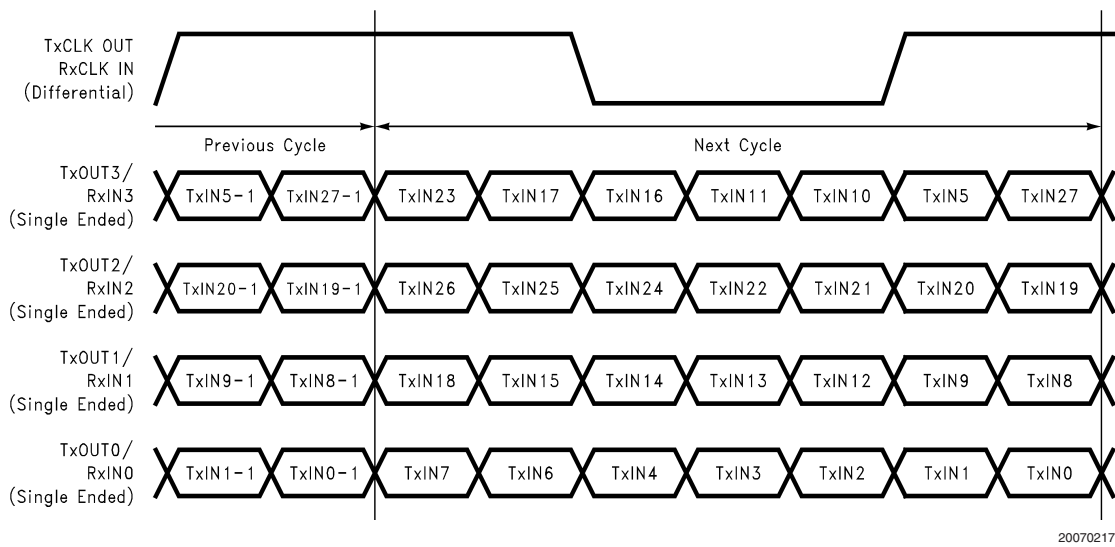 TxCLK OUT
RxCLK IN
(Differential)
Previous Cycle
Next Cycle
TxOUT3/
RxIN3
(Single Ended)
TxIN5-1 TxIN27-1 TxIN23 TxIN17 TxIN16 TxIN11 TxIN10 TxIN5 TxIN27
TxOUT2/
RxIN2
(Single Ended)
TxIN20-1 TxIN19-1 TxIN26 TxIN25 TxIN24 TxIN22 TxIN21 TxIN20 TxIN19
TxOUT1/
RxIN1
(Single Ended)
TxIN9-1 TxIN8-1 TxIN18 TxIN15 TxIN14 TxIN13 TxIN12 TxIN9 TxIN8
TxOUT0/
RxIN0
(Single Ended)
TxIN1-1 TxIN0-1 TxIN7 TxIN6 TxIN4 TxIN3 TxIN2 TxIN1 TxIN0
20070217